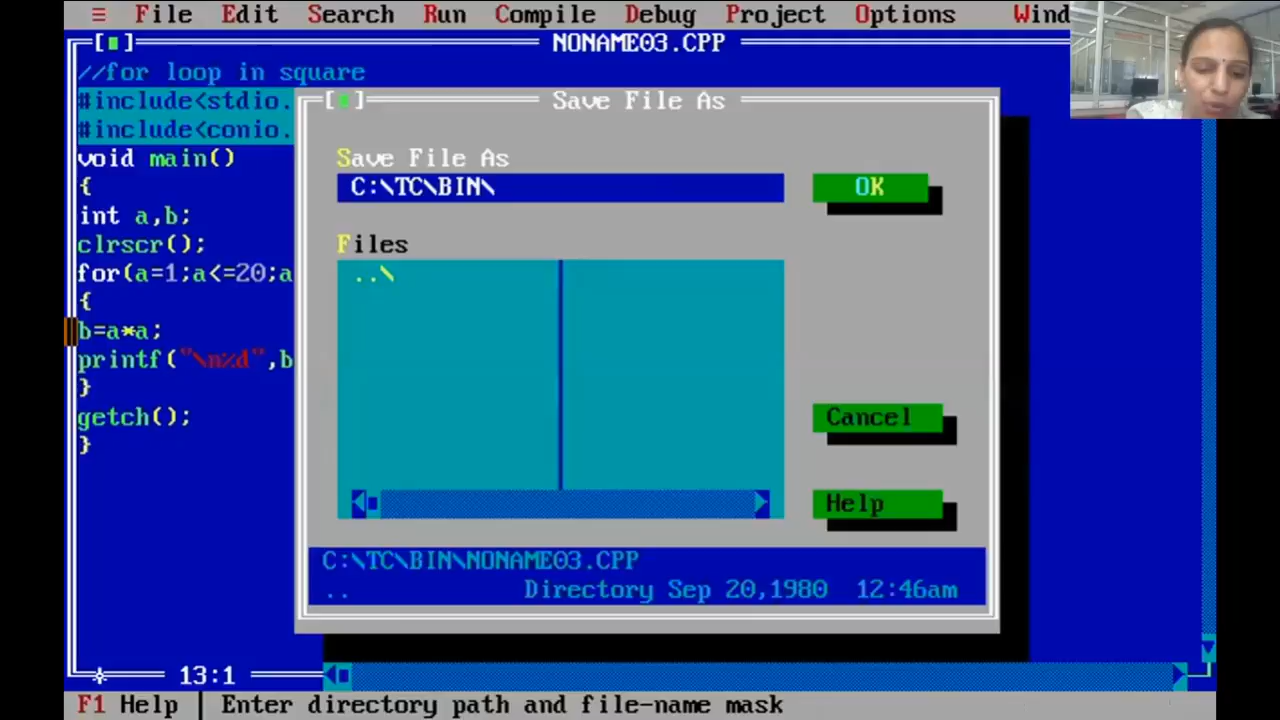 ≡ File Edit Search Run Compile Debug Project Options Wind
NONAME03.CPP
//for loop in square
#include<stdio.
#include<conio.
void main()
{
int a,b;
clrscr();
for(a=1;a<=20;a
{
b=a*a;
printf("\n%d",b
}
getch();
}
Save File As
Save File As
C:\TC\BIN\
OK
Files
..\
Cancel
Help
C:\TC\BIN\NONAME03.CPP
.. Directory Sep 20,1980 12:46am
13:1
F1 Help │ Enter directory path and file-name mask